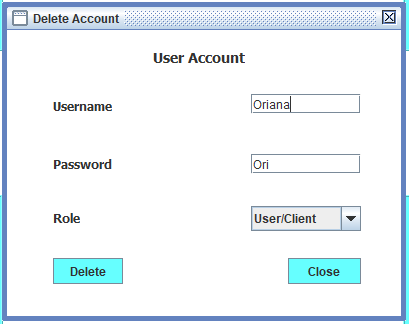 Delete Account
User Account
Username
Oriana
Password
Ori
Role
User/Client
Delete
Close